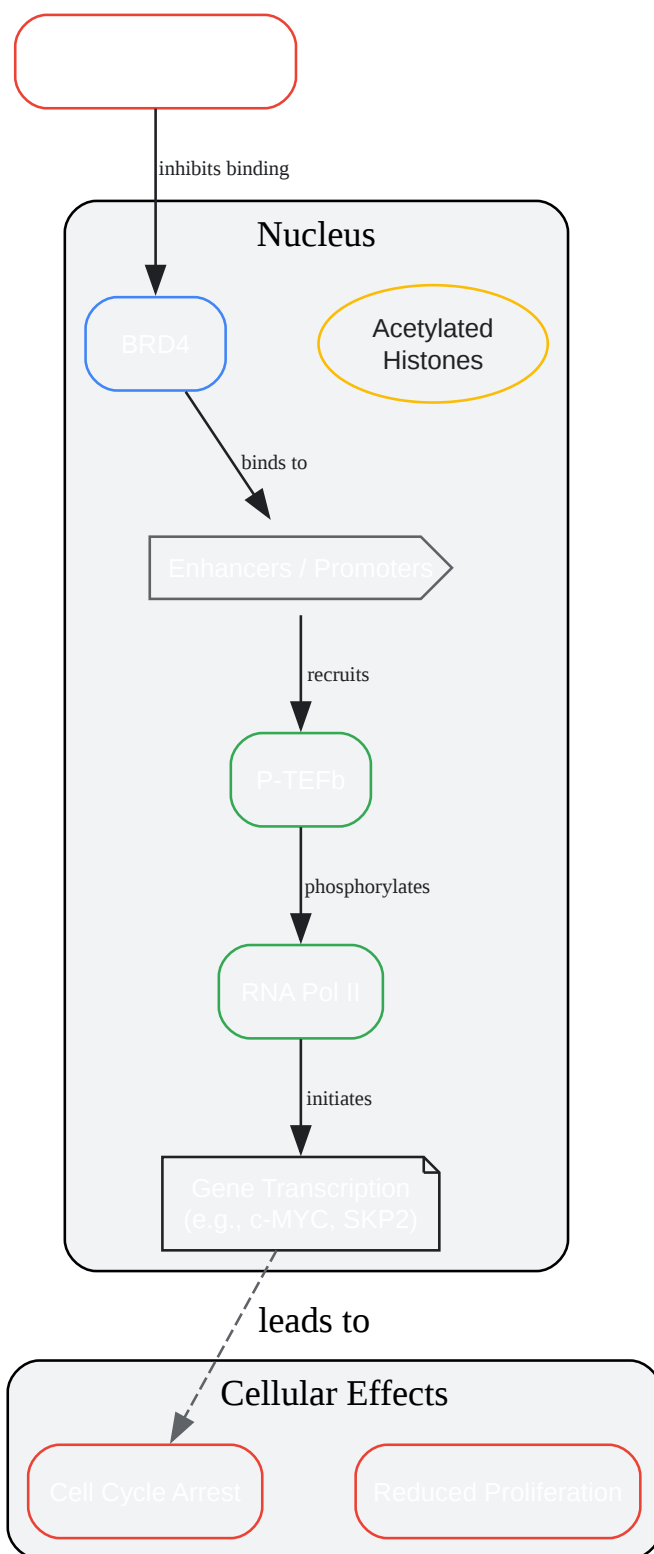 inhibits binding
Nucleus
BRD4
Acetylated
Histones
binds to
Enhancers / Promoters
recruits
P-TEFb
phosphorylates
RNA Pol II
initiates
Gene Transcription
(e.g., c-MYC, SKP2)
leads to
Cellular Effects
Cell Cycle Arrest
Reduced Proliferation